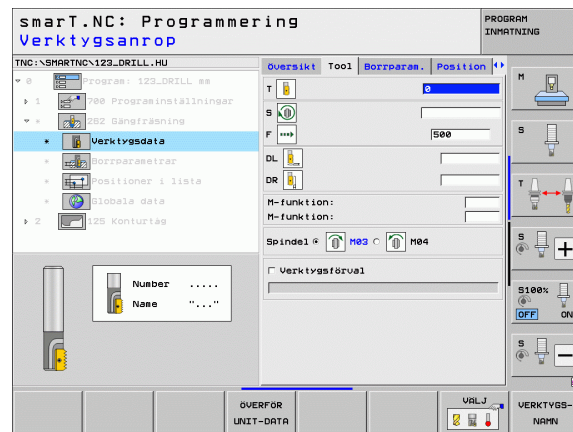 smarT.NC: Programmering
Verktygsanrop
PROGRAM
INMATNING
TNC:\SMARTNC\123_DRILL.HU
0 Program: 123_DRILL mm
1 700 Programinställningar
* 262 Gängfräsning
* Verktygsdata
* Borrparametrar
* Positioner i lista
* Globala data
2 125 Konturtåg
Number .....
Name "..."
Översikt Tool Borrparam. Position
T 0
S
F 500
DL
DR
M-funktion:
M-funktion:
Spindel M03 M04
Verktygsförval
M
S
T
S
S100%
OFF ON
S
ÖVERFÖR
UNIT-DATA
VÄLJ
VERKTYGS-
NAMN